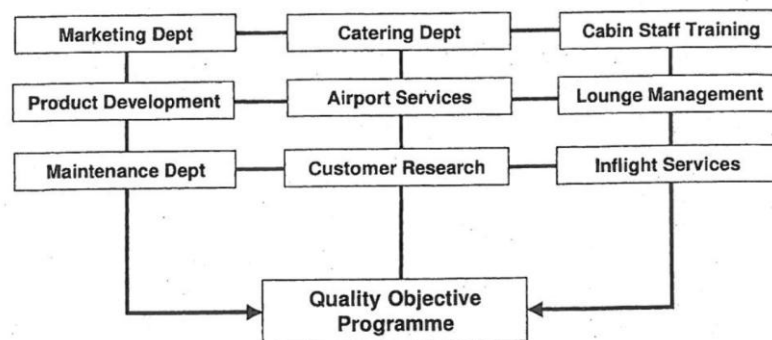 Marketing Dept
Catering Dept
Cabin Staff Training
Product Development
Airport Services
Lounge Management
Maintenance Dept
Customer Research
Inflight Services
Quality Objective
Programme